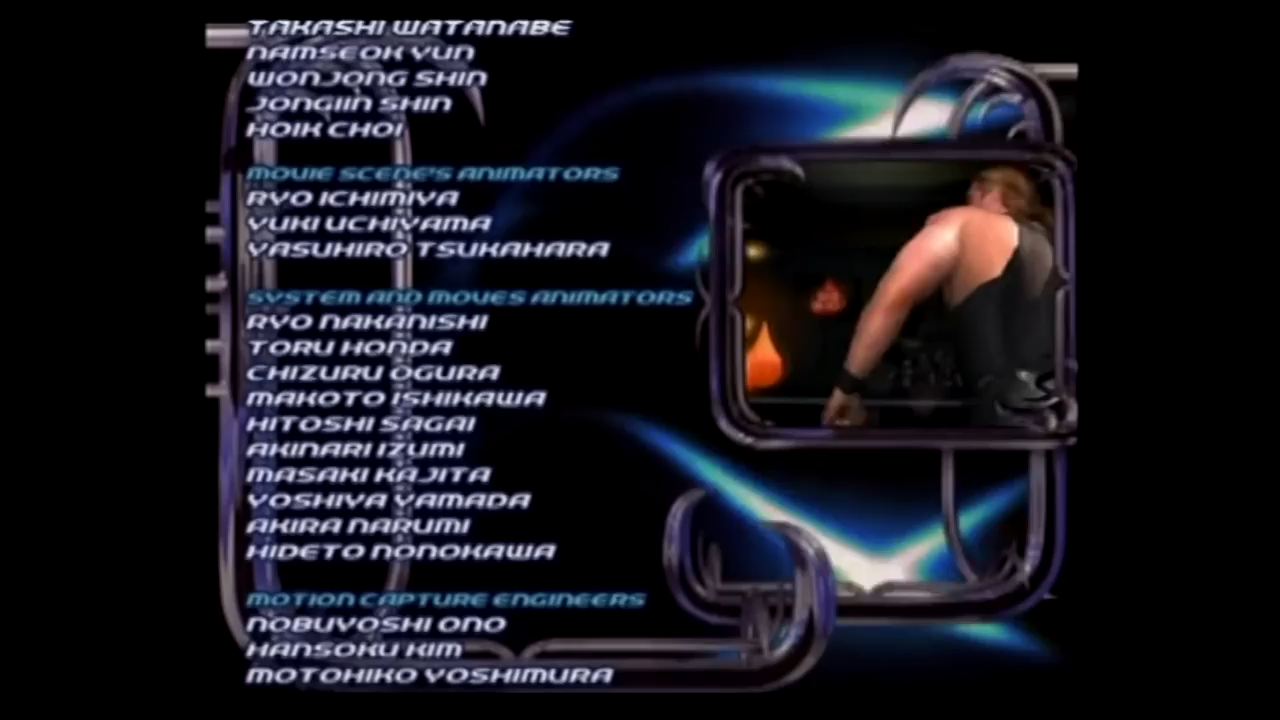 TAKASHI WATANABE
NAMSEOK YUN
WONJONG SHIN
JONGIIN SHIN
HOIK CHOI
MOVIE SCENE'S ANIMATORS
RYO ICHIMIYA
YUKI UCHIYAMA
YASUHIRO TSUKAHARA
SYSTEM AND MOVES ANIMATORS
RYO NAKANISHI
TORU HONDA
CHIZURU OGURA
MAKOTO ISHIKAWA
HITOSHI SAGAI
AKINARI IZUMI
MASAKI KAJITA
YOSHIYA YAMADA
AKIRA NARUMI
HIDETO NONOKAWA
MOTION CAPTURE ENGINEERS
NOBUYOSHI ONO
HANSOKU KIM
MOTOHIKO YOSHIMURA